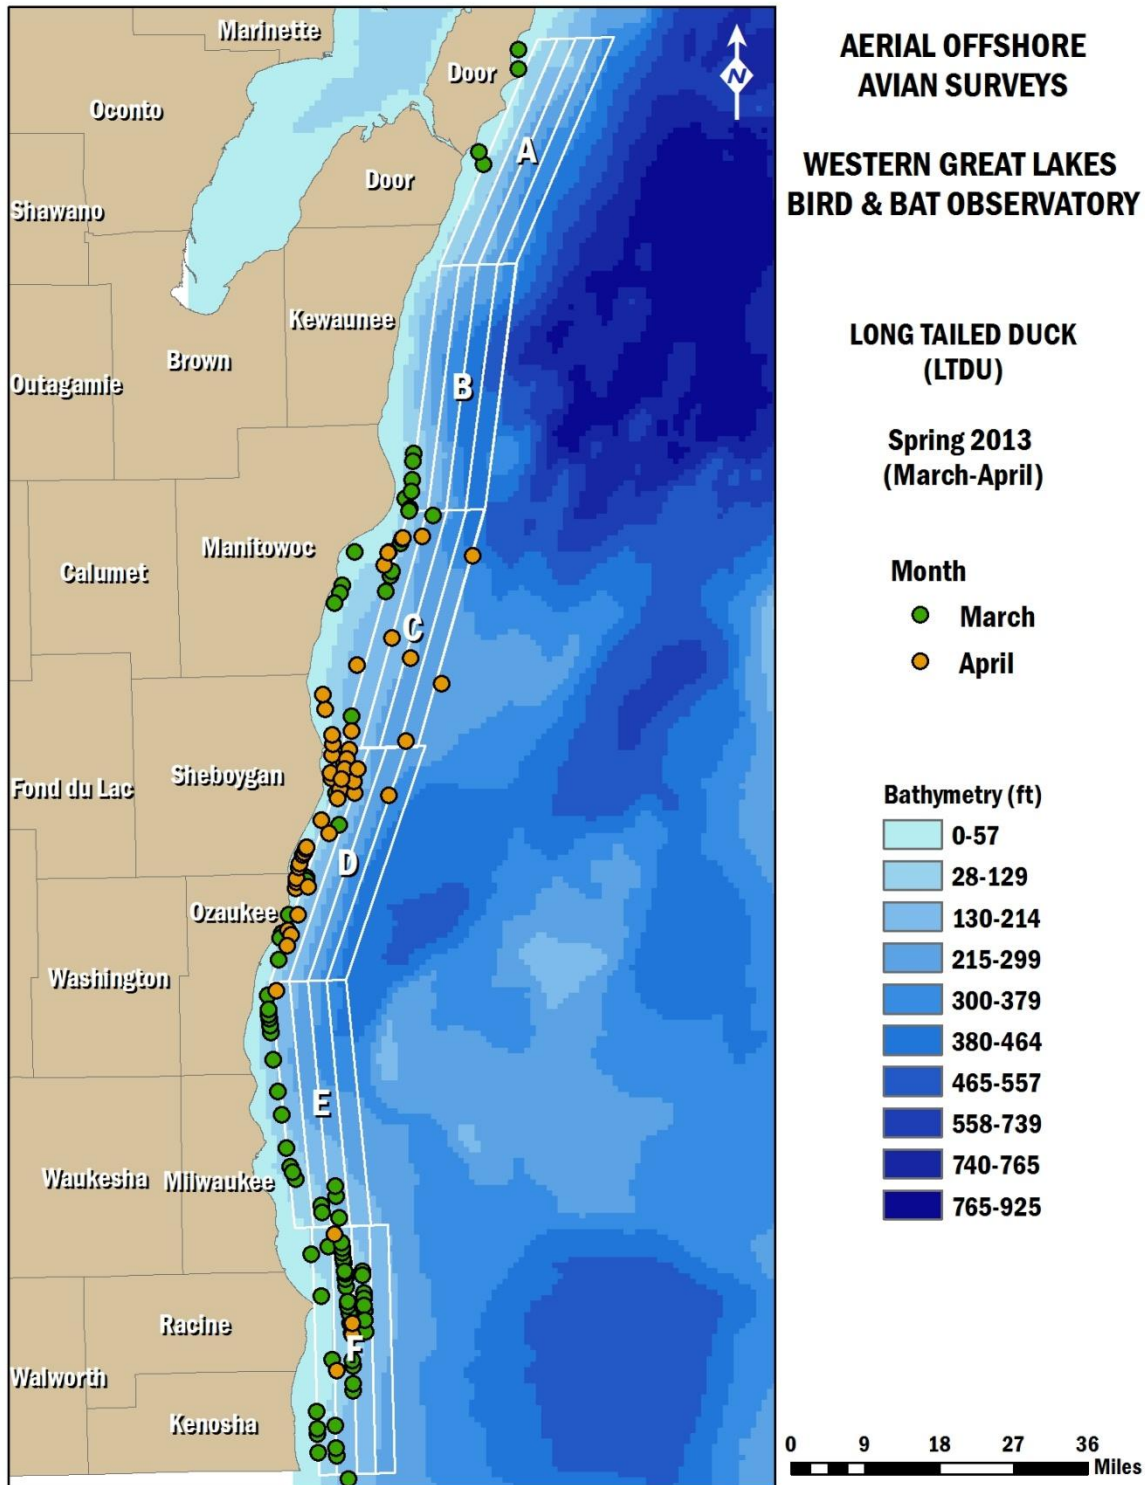 AERIAL OFFSHORE
AVIAN SURVEYS
WESTERN GREAT LAKES
BIRD & BAT OBSERVATORY
LONG TAILED DUCK
(LTDU)
Spring 2013
(March-April)
Month
March
April
Bathymetry (ft)
0-57
28-129
130-214
215-299
300-379
380-464
465-557
558-739
740-765
765-925
0 9 18 27 36
Miles
N
Marinette
Door
Oconto
A
Door
Shawano
Kewaunee
Brown
Outagamie
B
Manitowoc
Calumet
C
Sheboygan
Fond du Lac
D
Ozaukee
Washington
E
Waukesha
Milwaukee
Racine
F
Walworth
Kenosha